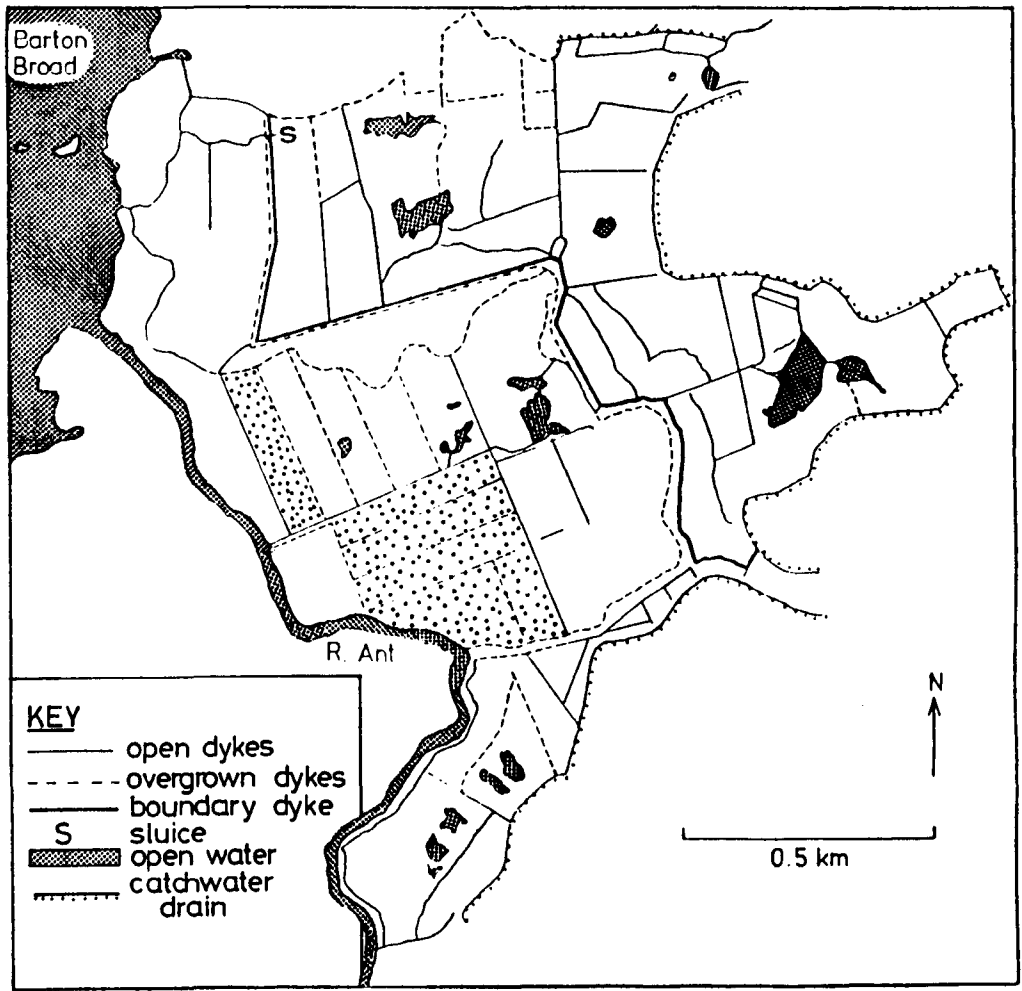 Barton
Broad
S
R. Ant
N
0.5 km
KEY
open dykes
overgrown dykes
boundary dyke
S sluice
open water
catchwater
drain